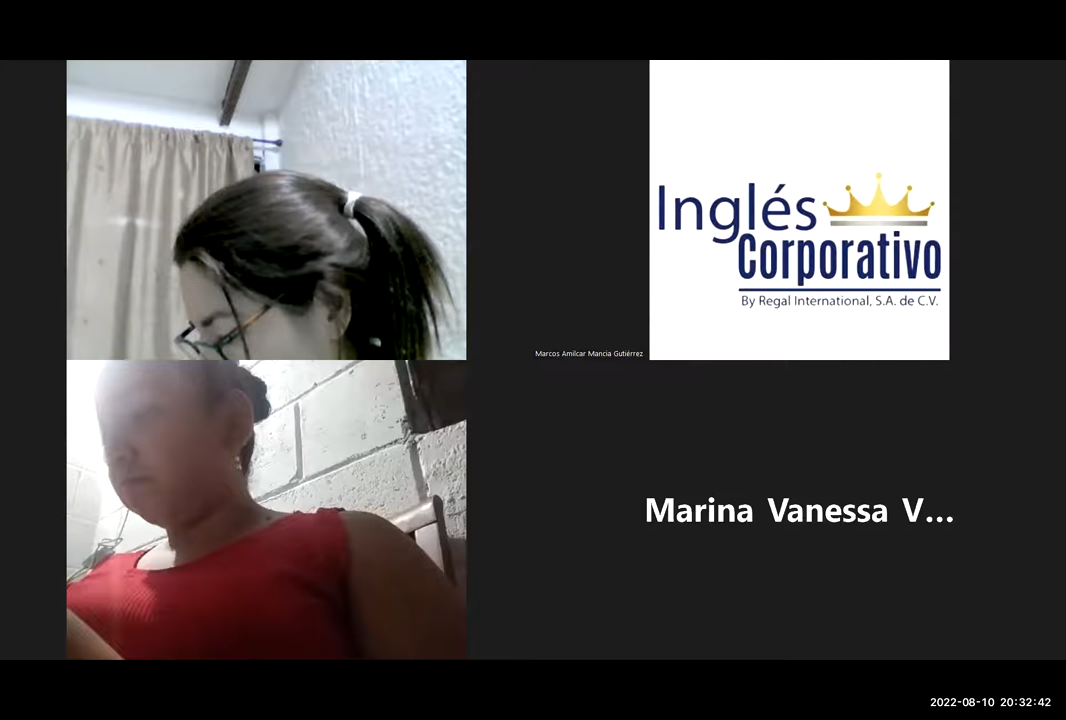 Inglés
Corporativo
By Regal International, S.A. de C.V.
Marcos Amilcar Mancia Gutiérrez
Marina Vanessa V...
2022-08-10 20:32:42